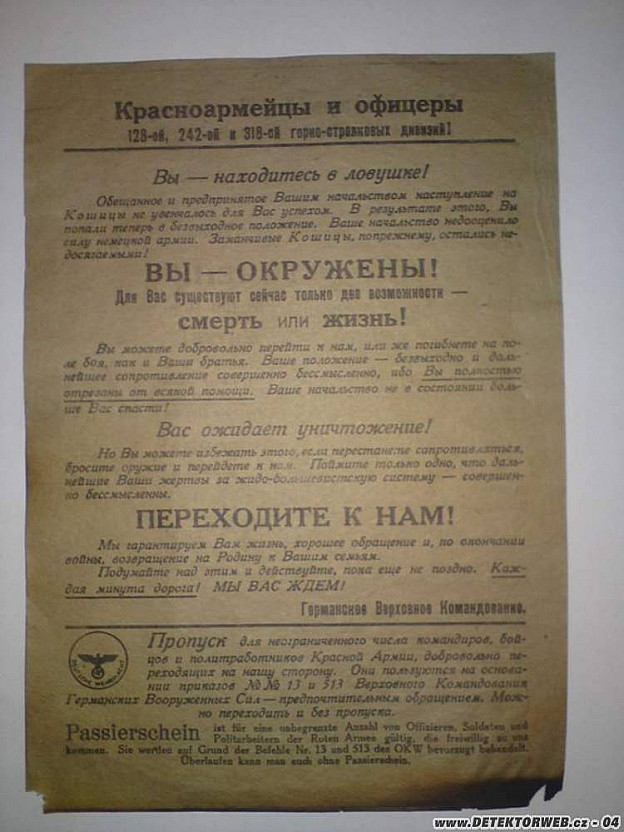 Красноармейцы и офицеры
128-ой, 242-ой и 318-ой горно-стрелковых дивизий!
Вы — находитесь в ловушке!
Обещанное и предпринятое Вашим начальством наступление на
Кошицы не увенчалось для Вас успехом. В результате этого, Вы
попали теперь в безвыходное положение. Ваше начальство недооценило
силу немецкой армии. Заманчивые Кошицы, попрежнему, остались не-
досягаемыми!
ВЫ — ОКРУЖЕНЫ!
Для Вас существуют сейчас только две возможности —
смерть или жизнь!
Вы можете добровольно перейти к нам, или же погибнете на по-
ле боя, как и Ваши братья. Ваше положение — безвыходно и даль-
нейшее сопротивление совершенно бессмысленно, ибо Вы полностью
отрезаны от всякой помощи. Ваше начальство не в состоянии боль-
ше Вас спасти!
Вас ожидает уничтожение!
Но Вы можете избежать этого, если перестанете сопротивляться,
бросите оружие и перейдете к нам. Поймите только одно, что даль-
нейшие Ваши жертвы за жидо-большевистскую систему — совершен-
но бессмысленны.
ПЕРЕХОДИТЕ К НАМ!
Мы гарантируем Вам жизнь, хорошее обращение и, по окончании
войны, возвращение на Родину к Вашим семьям.
Подумайте над этим и действуйте, пока еще не поздно. Каж-
дая минута дорога! МЫ ВАС ЖДЕМ!
Германское Верховное Командование.
Пропуск для неограниченного числа командиров, бой-
цов и политработников Красной Армии, добровольно пе-
реходящих на нашу сторону. Они пользуются на основа-
нии приказов №№ 13 и 513 Верховного Командования
Германских Вооруженных Сил — предпочтительным обращением. Мож-
но переходить и без пропуска.
DEUTSCHE WEHRMACHT
Passierschein ist für eine unbegrenzte Anzahl von Offizieren, Soldaten und
Politarbeitern der Roten Armee gültig, die freiwillig zu uns
kommen. Sie werden auf Grund der Befehle Nr. 13 und 513 des OKW bevorzugt behandelt.
Überlaufen kann man auch ohne Passierschein.
www.DETEKTORWEB.cz - 04